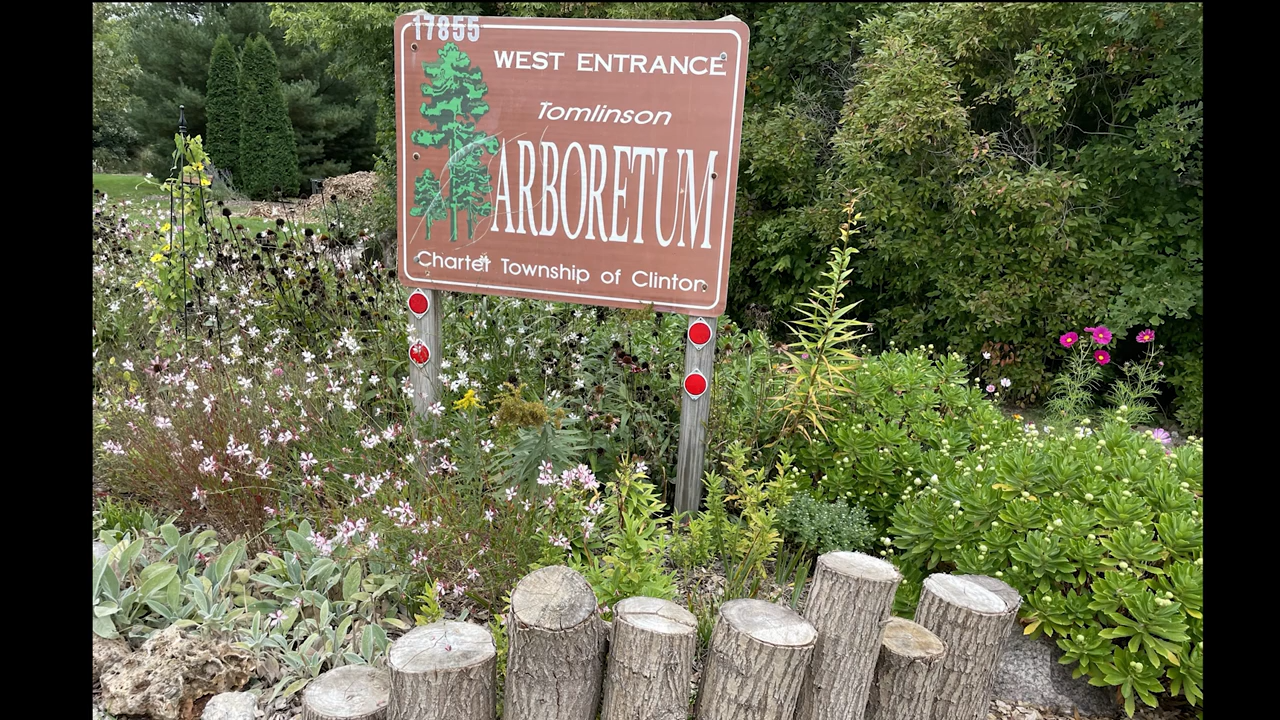 17855
WEST ENTRANCE
Tomlinson
ARBORETUM
Charter Township of Clinton